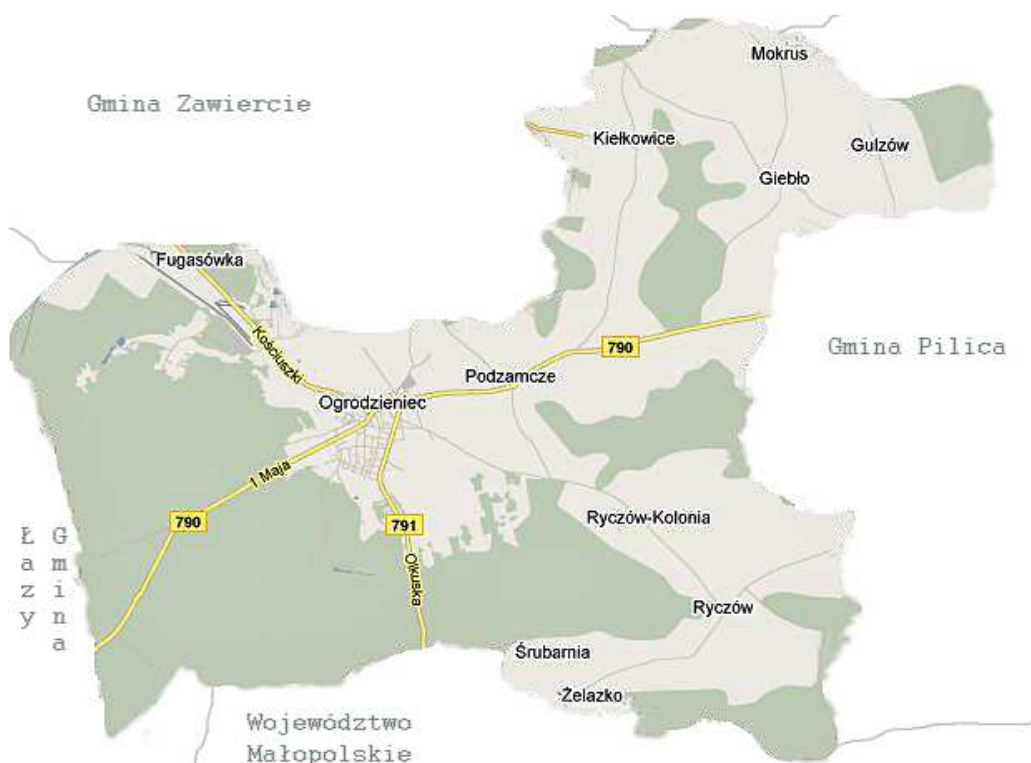 Mokrus
Gmina Zawiercie
Kiełkowice
Gulzów
Giebło
Fugasówka
Kościuszki
790
Gmina Pilica
Podzamcze
Ogrodzieniec
1 Maja
790
791
Ryczów-Kolonia
Gmina
Łazy
Olkuska
Ryczów
Śrubarnia
Żelazko
Województwo
Małopolskie